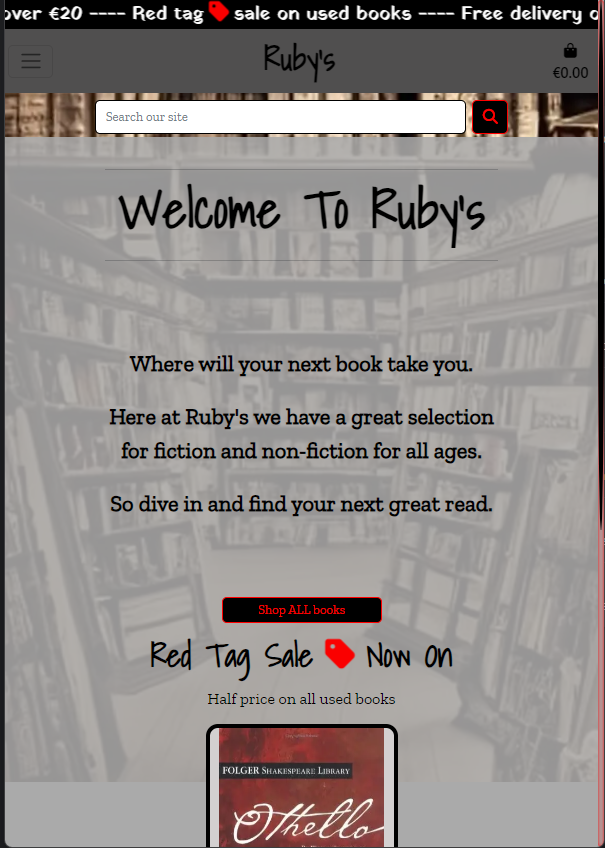 over €20 ---- Red tag sale on used books ---- Free delivery o
Ruby's
€0.00
Search our site
Welcome To Ruby's
Where will your next book take you.
Here at Ruby's we have a great selection
for fiction and non-fiction for all ages.
So dive in and find your next great read.
Shop ALL books
Red Tag Sale Now On
Half price on all used books
FOLGER SHAKESPEARE LIBRARY
Othello